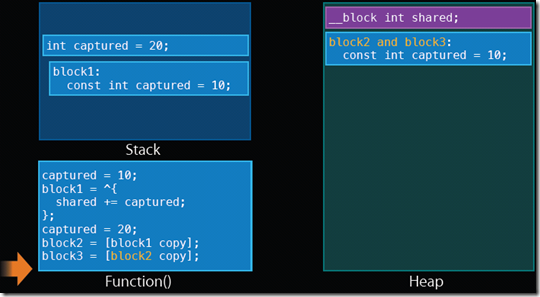 int captured = 20;
block1:
const int captured = 10;
Stack
captured = 10;
block1 = ^{
shared += captured;
};
captured = 20;
block2 = [block1 copy];
block3 = [block2 copy];
Function()
__block int shared;
block2 and block3:
const int captured = 10;
Heap